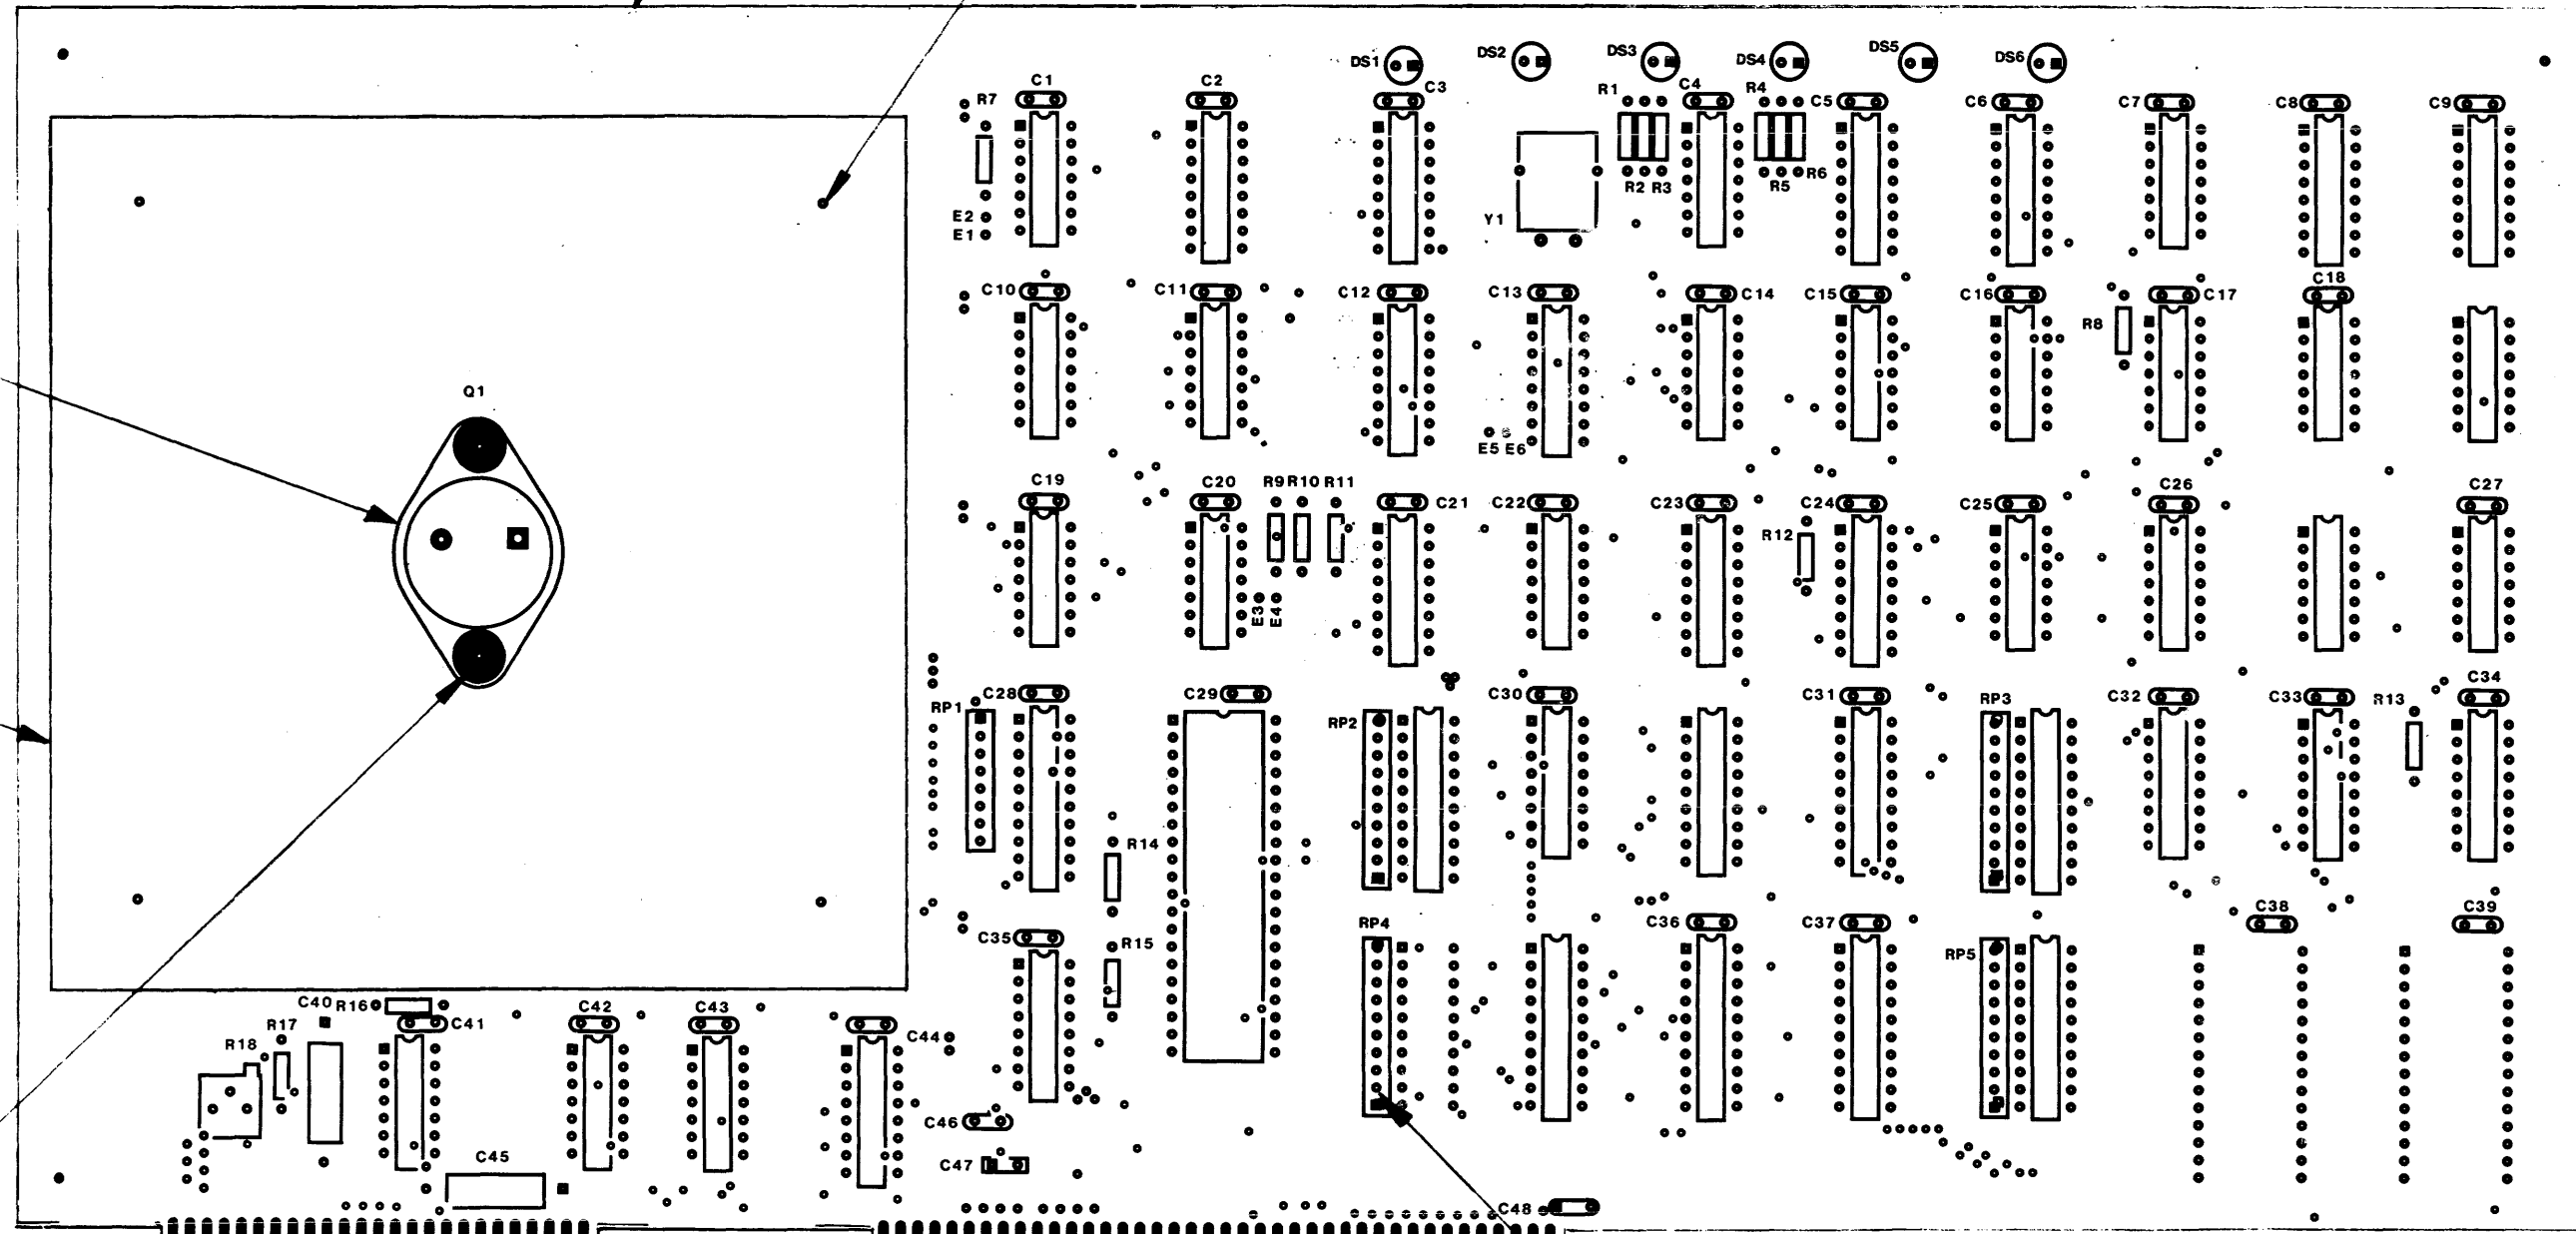 DS1 DS2 DS3 DS4 DS5 DS6
C1 C2 C3 R1 C4 R4 C5 C6 C7 C8 C9
R7
R2 R3 R5 R6
E2
E1
Y1
C10 C11 C12 C13 C14 C15 C16 C17 C18
R8
Q1
E5 E6
C19 C20 R9 R10 R11 C21 C22 C23 C24 C25 C26 C27
R12
E3 E4
C28 C29 C30 C31 C32 C33 R13 C34
RP1 RP2 RP3
R14
C35 R15 RP4 C36 C37 RP5 C38 C39
C40 R16 C41 C42 C43 C44
R17
R18
C46
C45 C47
C48